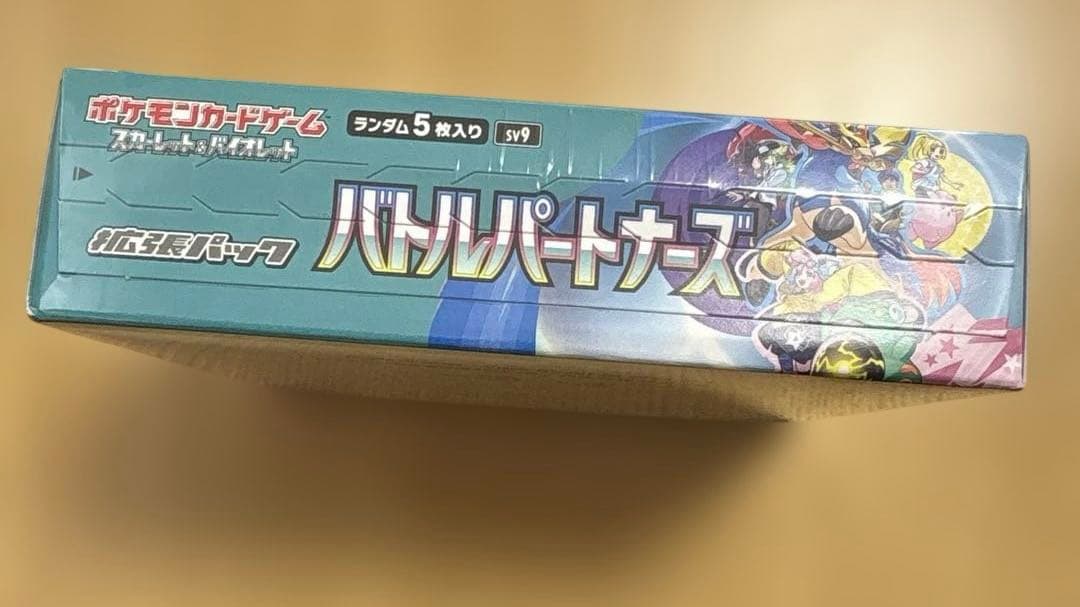 ポケモンカードゲーム
スカーレット&バイオレット
ランダム5枚入り
SV9
拡張パック
バトルパートナーズ